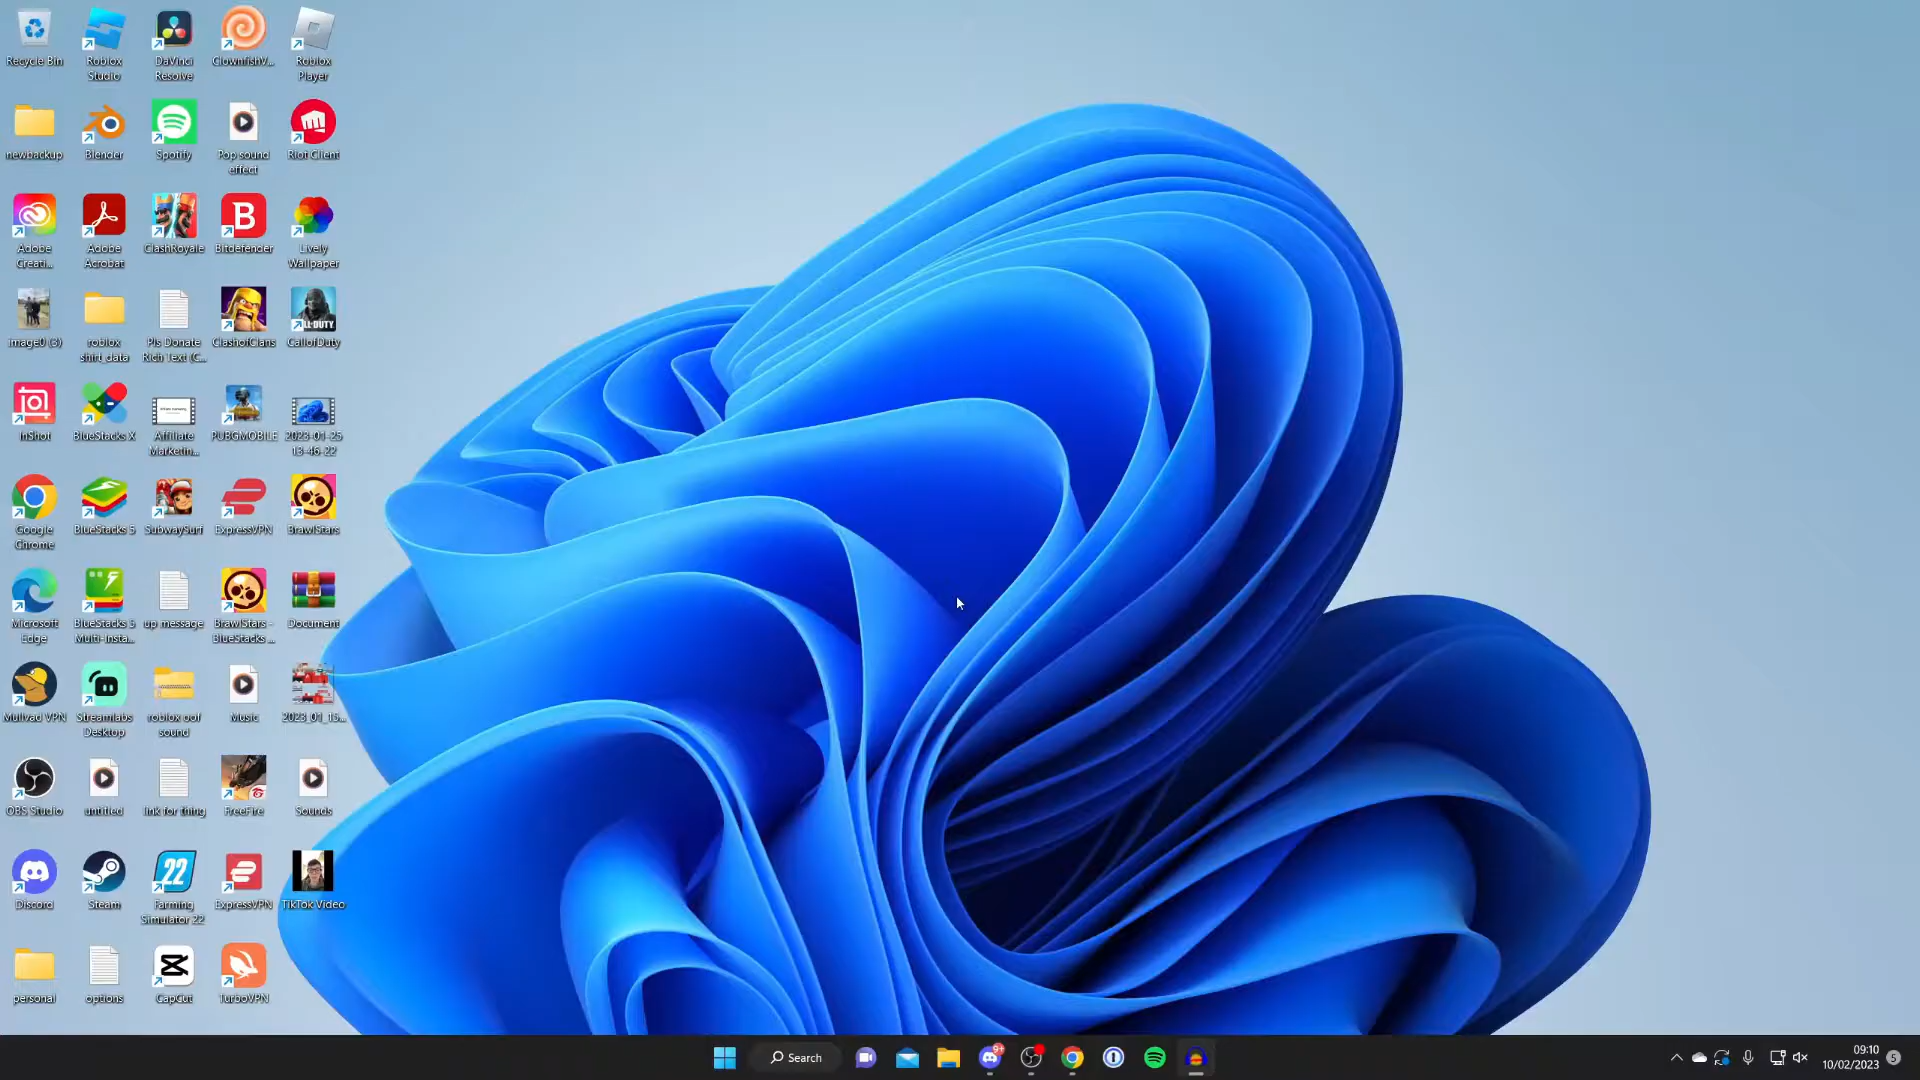 Recycle Bin
Roblox
Studio
DaVinci
Resolve
ClownfishV...
Roblox
Player
newbackup
Blender
Spotify
Pop sound
effect
Riot Client
Adobe
Creati...
Adobe
Acrobat
ClashRoyale
Bitdefender
Lively
Wallpaper
image0 (3)
roblox
shirt_data
Pls Donate
Rich Text (C...
ClashofClans
CallofDuty
InShot
BlueStacks X
Affiliate
Marketin...
PUBGMOBILE
2023-01-25
13-46-22
Google
Chrome
BlueStacks 5
SubwaySurf
ExpressVPN
BrawlStars
Microsoft
Edge
BlueStacks 5
Multi-Insta...
up message
BrawlStars -
BlueStacks ...
Document
Mullvad VPN
Streamlabs
Desktop
roblox oof
sound
Music
2023_01_13...
OBS Studio
untitled
link for thing
FreeFire
Sounds
Discord
Steam
22
Farming
Simulator 22
ExpressVPN
TikTok Video
personal
options
CapCut
TurboVPN
Search
9+
09:10
10/02/2023
5